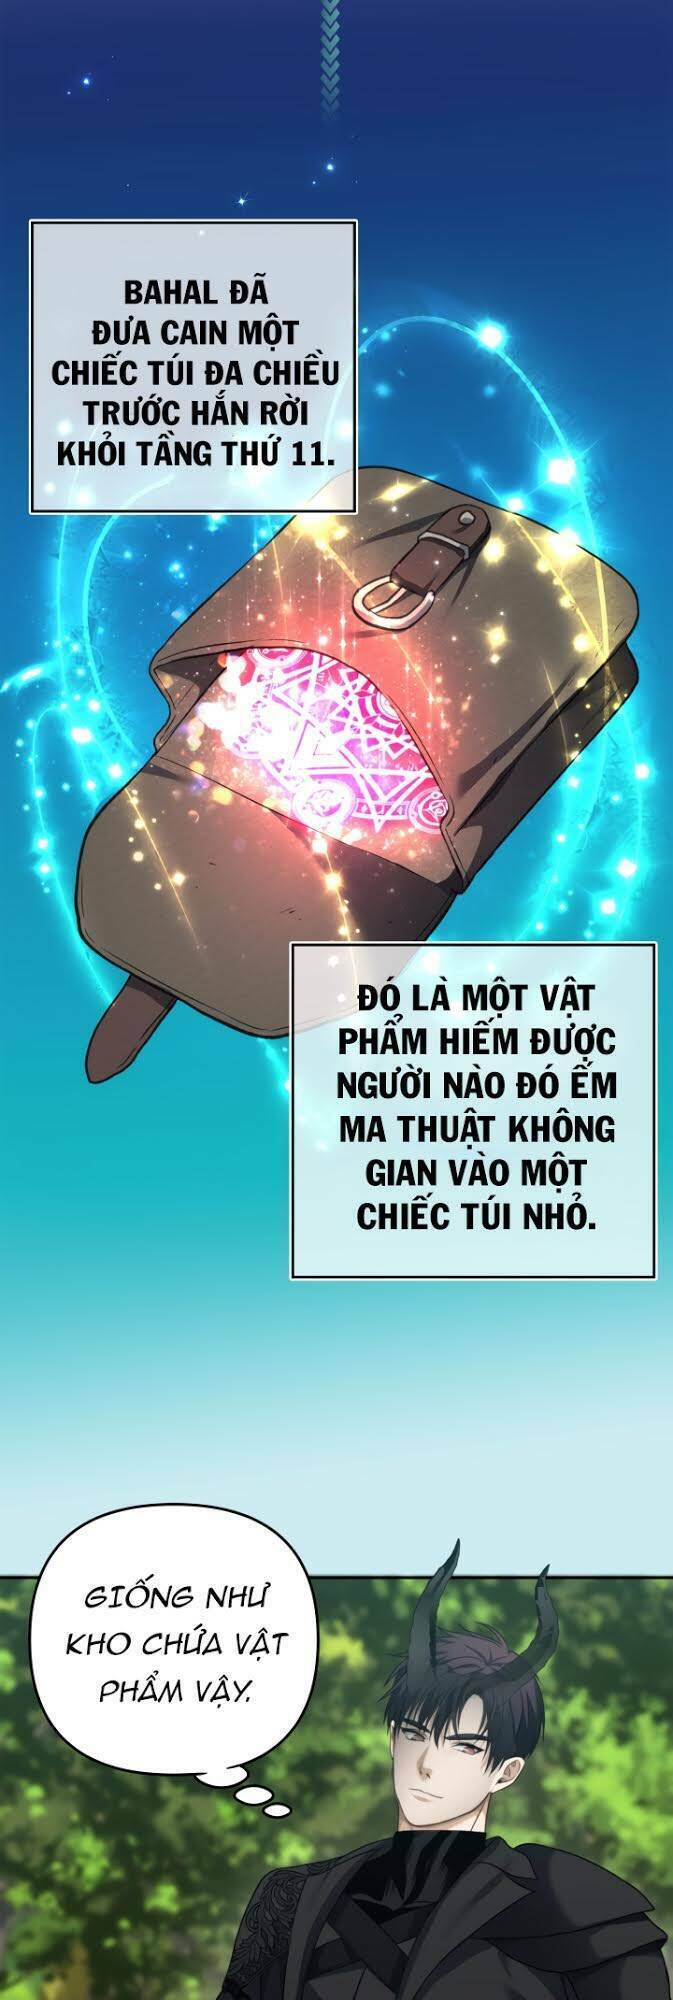 BAHAL ĐÃ
ĐƯA CAIN MỘT
CHIẾC TÚI ĐA CHIỀU
TRƯỚC HẮN RỜI
KHỎI TẦNG THỨ 11.
ĐÓ LÀ MỘT VẬT
PHẨM HIẾM ĐƯỢC
NGƯỜI NÀO ĐÓ ẾM
MA THUẬT KHÔNG
GIAN VÀO MỘT
CHIẾC TÚI NHỎ.
GIỐNG NHƯ
KHO CHỨA VẬT
PHẨM VẬY.